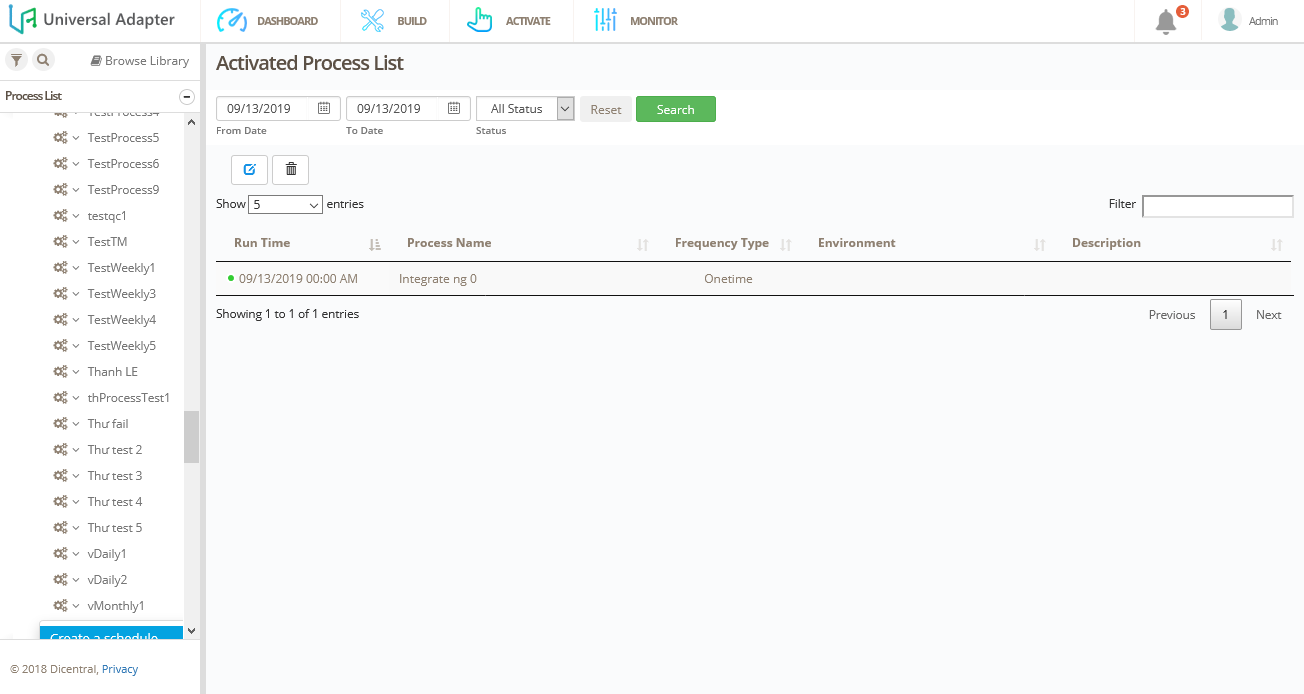 Universal Adapter
DASHBOARD
BUILD
ACTIVATE
MONITOR
3
Admin
Browse Library
Process List
TestProcess4
TestProcess5
TestProcess6
TestProcess9
testqc1
TestTM
TestWeekly1
TestWeekly3
TestWeekly4
TestWeekly5
Thanh LE
thProcessTest1
Thư fail
Thư test 2
Thư test 3
Thư test 4
Thư test 5
vDaily1
vDaily2
vMonthly1
Create a schedule
© 2018 Dicentral, Privacy
Activated Process List
09/13/2019
09/13/2019
All Status
Reset
Search
From Date
To Date
Status
Show 5 entries
Filter
Run Time
Process Name
Frequency Type
Environment
Description
09/13/2019 00:00 AM
Integrate ng 0
Onetime
Showing 1 to 1 of 1 entries
Previous
1
Next